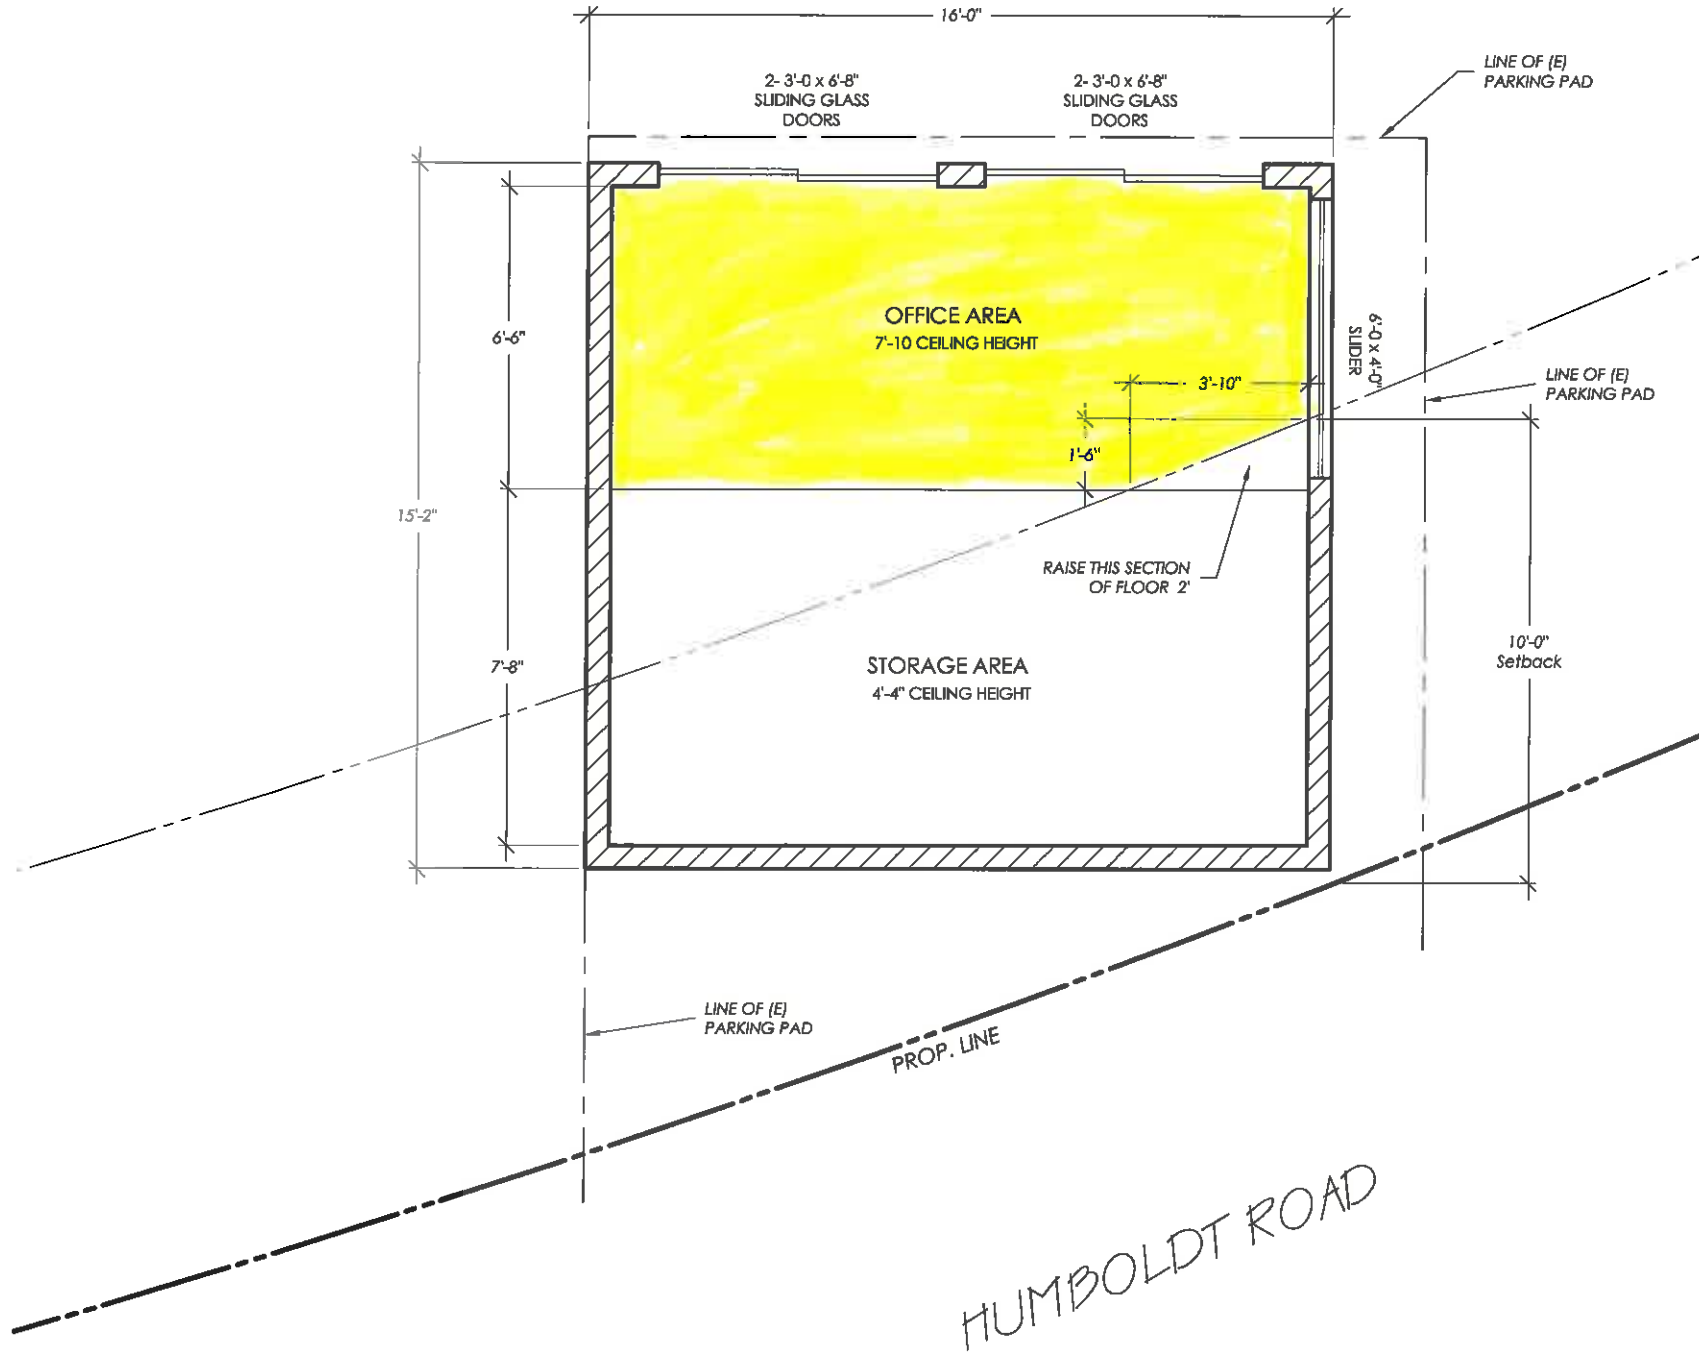 16'-0"
2- 3'-0 x 6'-8"
SLIDING GLASS
DOORS
2- 3'-0 x 6'-8"
SLIDING GLASS
DOORS
LINE OF (E)
PARKING PAD
OFFICE AREA
7'-10 CEILING HEIGHT
6'-6"
3'-10"
6'-0 x 4'-0"
SLIDER
LINE OF (E)
PARKING PAD
1'-6"
15'-2"
RAISE THIS SECTION
OF FLOOR 2'
7'-8"
STORAGE AREA
4'-4" CEILING HEIGHT
10'-0"
Setback
LINE OF (E)
PARKING PAD
PROP. LINE
HUMBOLDT ROAD